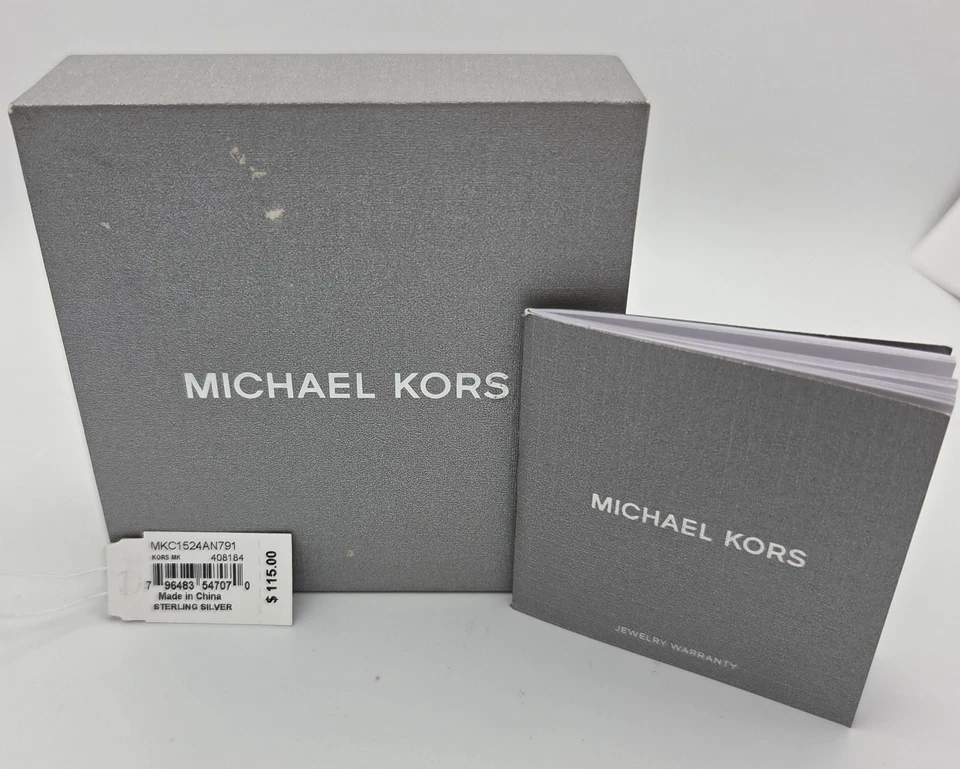 MICHAEL KORS
MKC1524AN791
KORS MK 408184
7 96483 54707 0
Made in China
STERLING SILVER
$ 115.00
MICHAEL KORS
JEWELRY WARRANTY